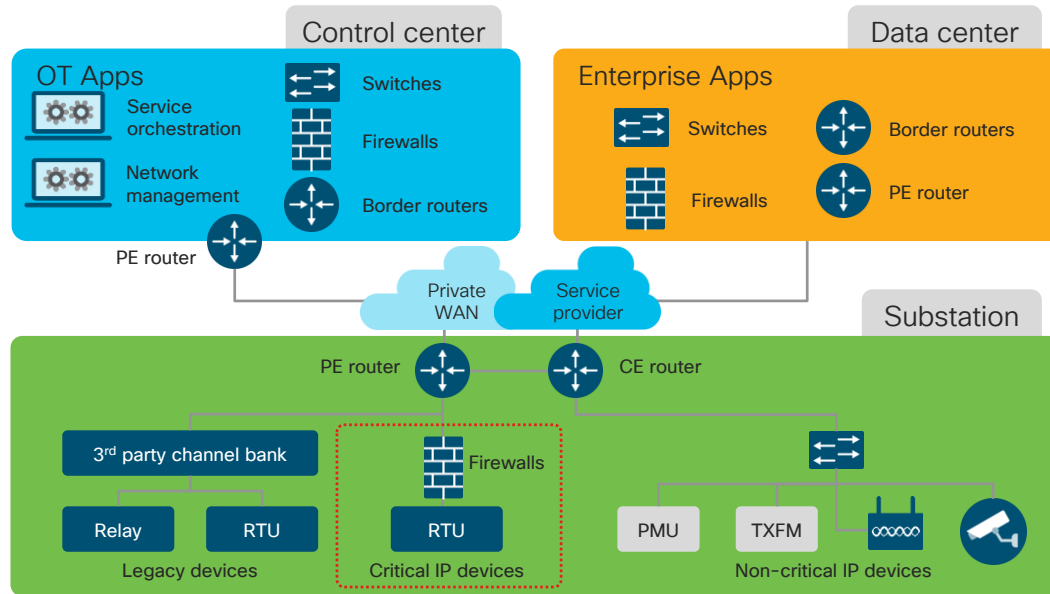 Control center
Data center
OT Apps
Service
orchestration
Network
management
Switches
Firewalls
Border routers
PE router
Enterprise Apps
Switches
Firewalls
Border routers
PE router
Private
WAN
Service
provider
Substation
PE router
CE router
3rd party channel bank
Relay
RTU
Legacy devices
Firewalls
RTU
Critical IP devices
PMU
TXFM
Non-critical IP devices